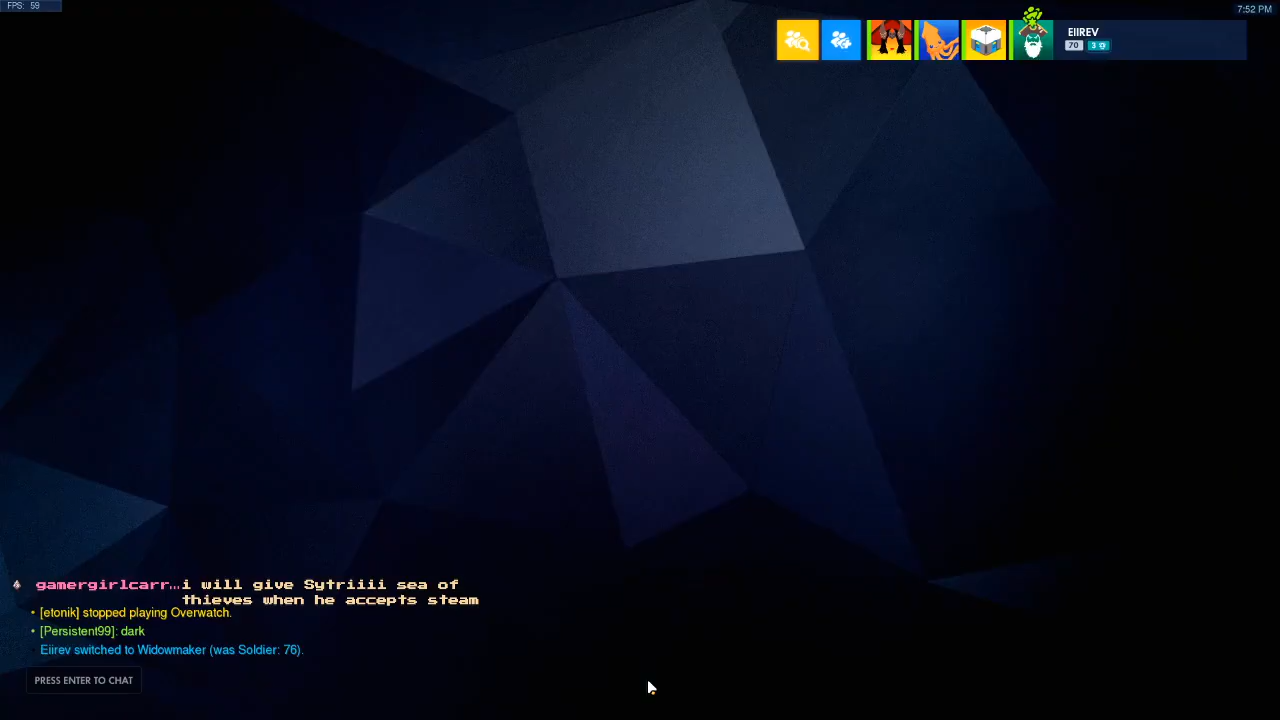 FPS: 59
7:52 PM
EIIREV
70 3
gamergirlcarr… i will give Sytriiii sea of
thieves when he accepts steam
• [etonik] stopped playing Overwatch.
• [Persistent99]: dark
Eiirev switched to Widowmaker (was Soldier: 76).
PRESS ENTER TO CHAT